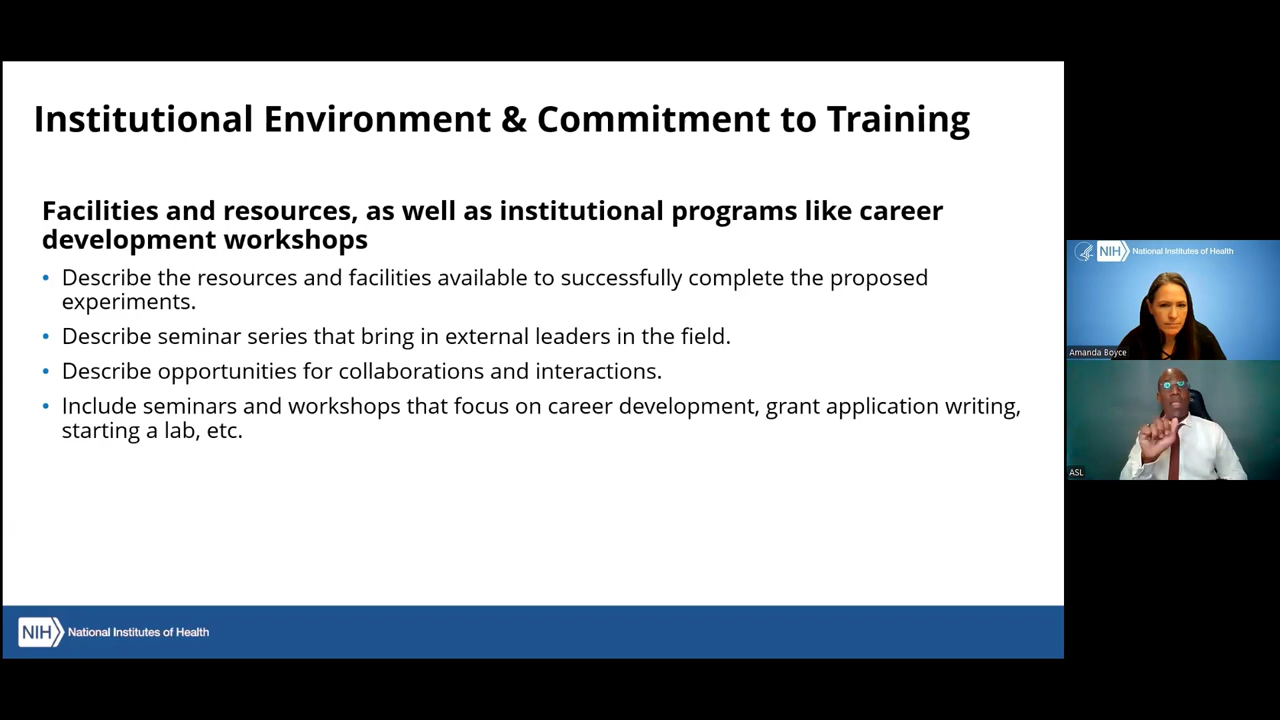 Institutional Environment & Commitment to Training
Facilities and resources, as well as institutional programs like career
development workshops
• Describe the resources and facilities available to successfully complete the proposed
experiments.
• Describe seminar series that bring in external leaders in the field.
• Describe opportunities for collaborations and interactions.
• Include seminars and workshops that focus on career development, grant application writing,
starting a lab, etc.
NIH National Institutes of Health
NIH National Institutes of Health
Amanda Boyce
ASL